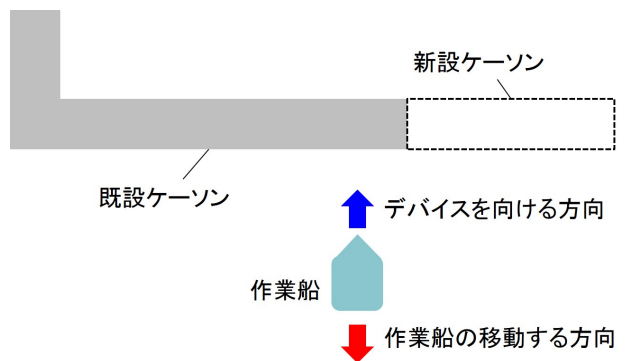 新設ケーソン
既設ケーソン
デバイスを向ける方向
作業船
作業船の移動する方向